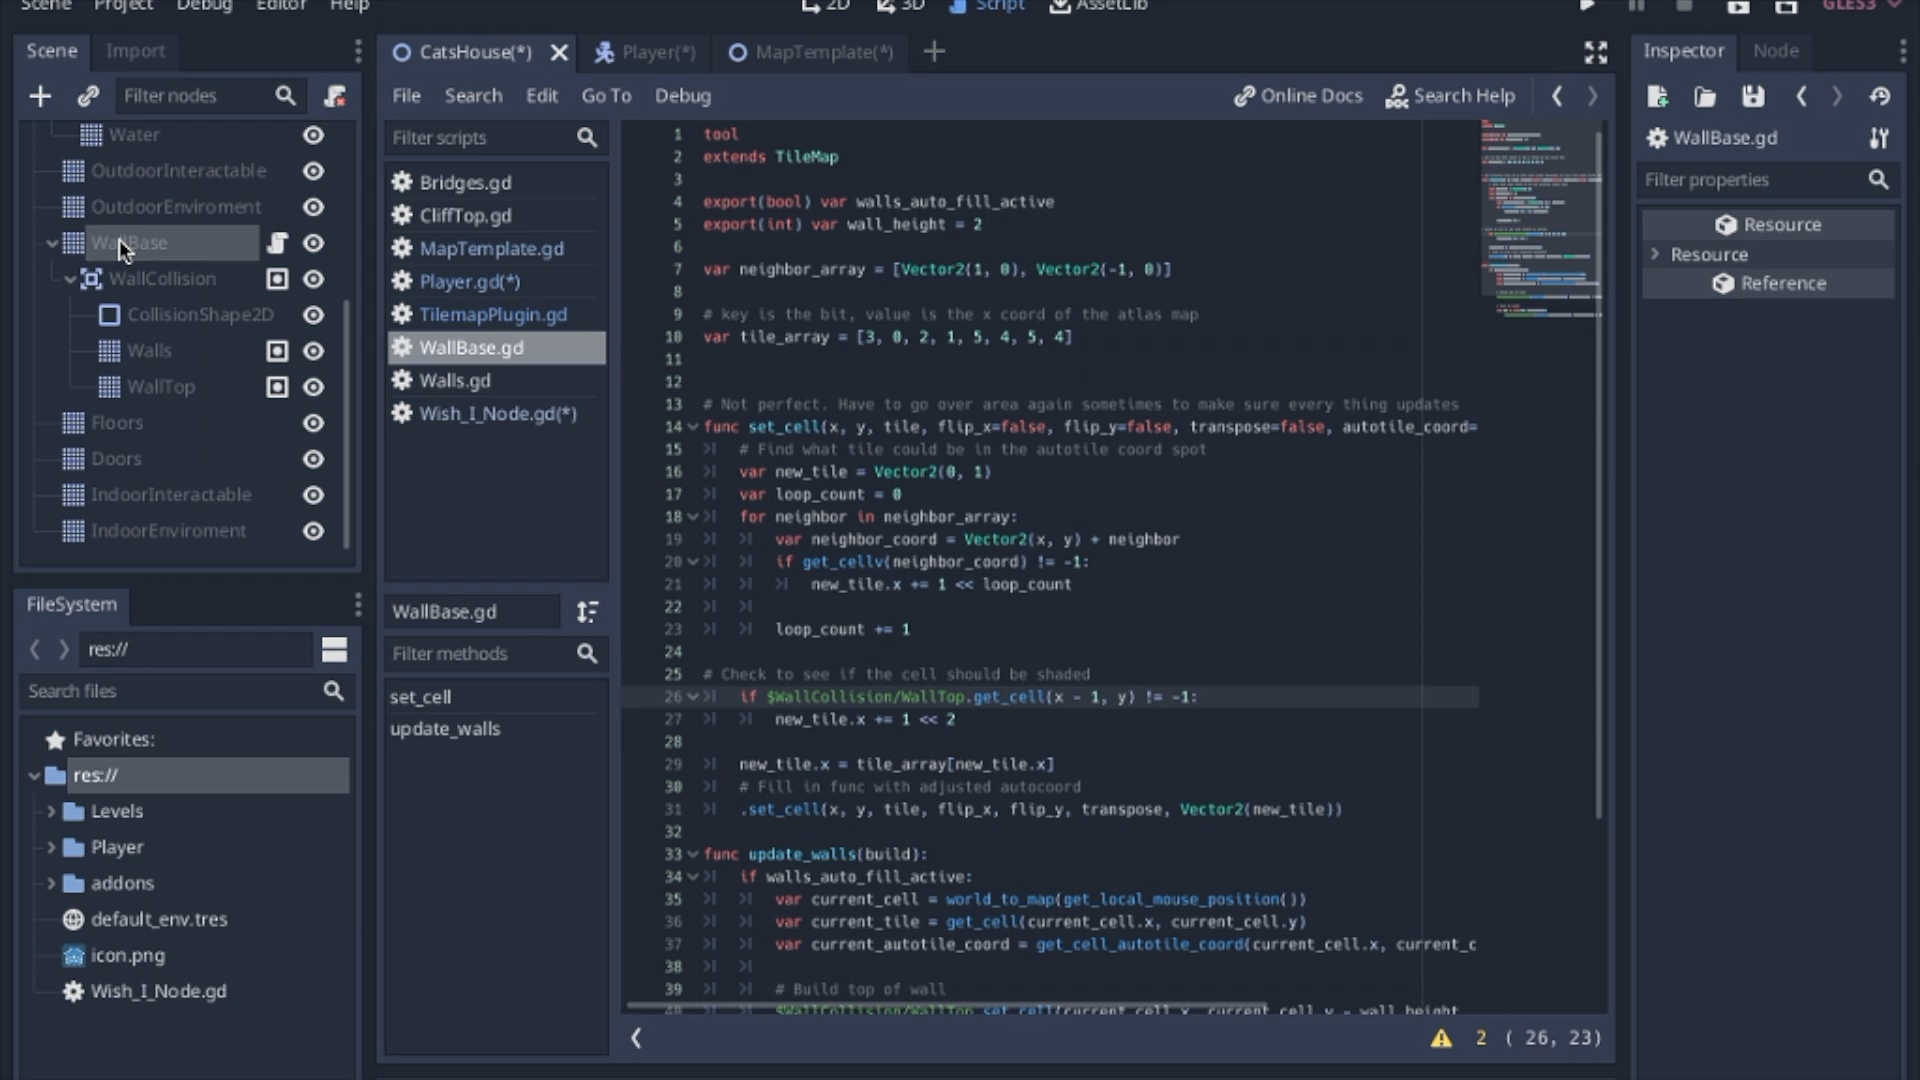 Scene Project Debug Editor Help
2D 3D Script AssetLib
GLES3
Scene Import
Filter nodes
Water
OutdoorInteractable
OutdoorEnviroment
WallBase
WallCollision
CollisionShape2D
Walls
WallTop
Floors
Doors
IndoorInteractable
IndoorEnviroment
FileSystem
res://
Search files
Favorites:
res://
Levels
Player
addons
default_env.tres
icon.png
Wish_I_Node.gd
CatsHouse(*) Player(*) MapTemplate(*)
File Search Edit Go To Debug Online Docs Search Help
Filter scripts
Bridges.gd
CliffTop.gd
MapTemplate.gd
Player.gd(*)
TilemapPlugin.gd
WallBase.gd
Walls.gd
Wish_I_Node.gd(*)
WallBase.gd
Filter methods
set_cell
update_walls
1 tool
2 extends TileMap
3
4 export(bool) var walls_auto_fill_active
5 export(int) var wall_height = 2
6
7 var neighbor_array = [Vector2(1, 0), Vector2(-1, 0)]
8
9 # key is the bit, value is the x coord of the atlas map
10 var tile_array = [3, 0, 2, 1, 5, 4, 5, 4]
11
12
13 # Not perfect. Have to go over area again sometimes to make sure every thing updates
14 func set_cell(x, y, tile, flip_x=false, flip_y=false, transpose=false, autotile_coord=
15 # Find what tile could be in the autotile coord spot
16 var new_tile = Vector2(0, 1)
17 var loop_count = 0
18 for neighbor in neighbor_array:
19 var neighbor_coord = Vector2(x, y) + neighbor
20 if get_cellv(neighbor_coord) != -1:
21 new_tile.x += 1 << loop_count
22
23 loop_count += 1
24
25 # Check to see if the cell should be shaded
26 if $WallCollision/WallTop.get_cell(x - 1, y) != -1:
27 new_tile.x += 1 << 2
28
29 new_tile.x = tile_array[new_tile.x]
30 # Fill in func with adjusted autocoord
31 .set_cell(x, y, tile, flip_x, flip_y, transpose, Vector2(new_tile))
32
33 func update_walls(build):
34 if walls_auto_fill_active:
35 var current_cell = world_to_map(get_local_mouse_position())
36 var current_tile = get_cell(current_cell.x, current_cell.y)
37 var current_autotile_coord = get_cell_autotile_coord(current_cell.x, current_c
38
39 # Build top of wall
40 $WallCollision/WallTop.set_cell(current_cell.x, current_cell.y - wall_height
2 ( 26, 23)
Inspector Node
WallBase.gd
Filter properties
Resource
Resource
Reference